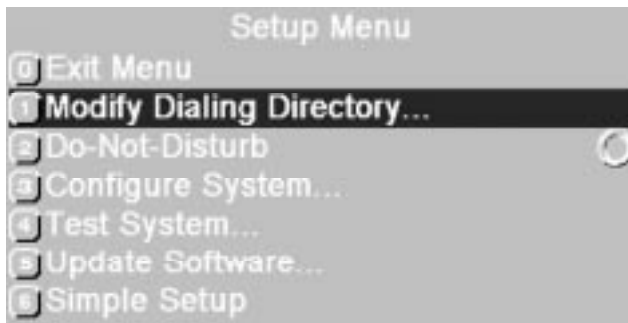 Setup Menu
0 Exit Menu
1 Modify Dialing Directory...
2 Do-Not-Disturb
3 Configure System...
4 Test System...
5 Update Software...
6 Simple Setup